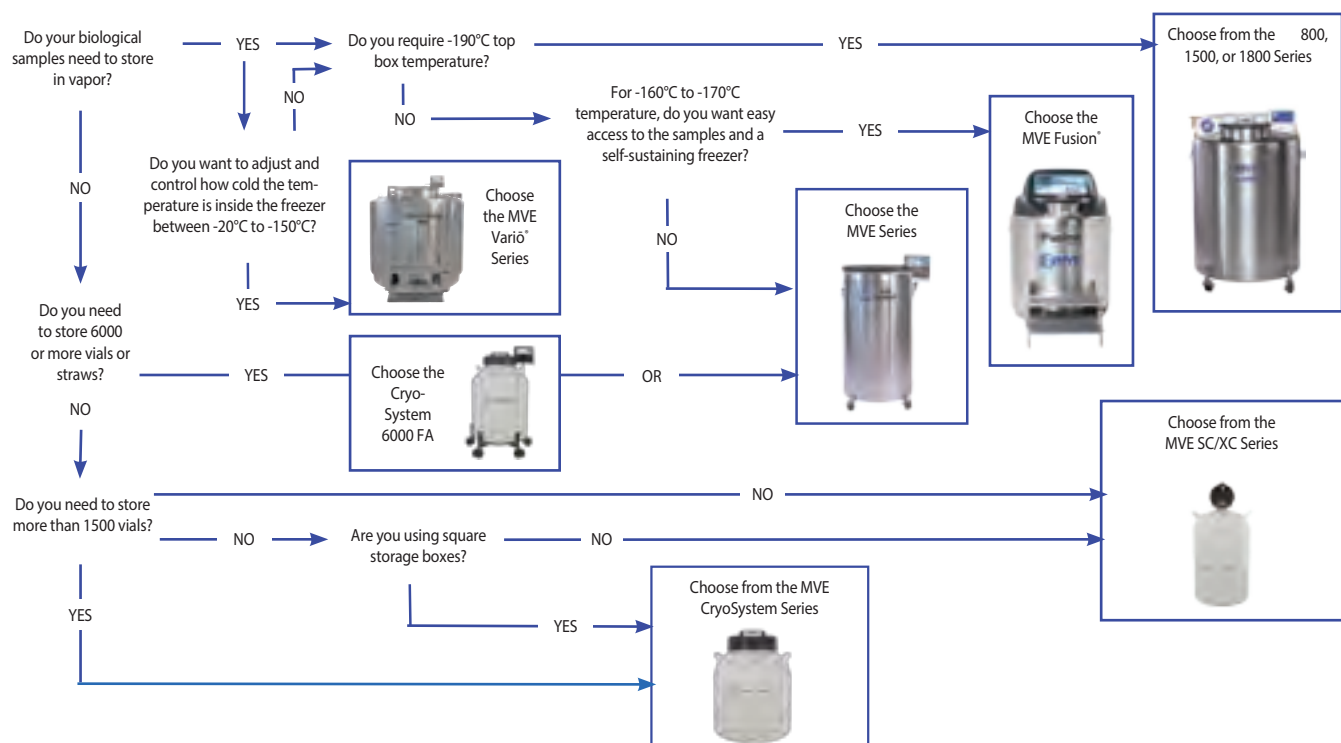 Do your biological
samples need to store
in vapor?
YES
Do you require -190°C top
box temperature?
YES
Choose from the 800,
1500, or 1800 Series
NO
NO
For -160°C to -170°C
temperature, do you want easy
access to the samples and a
self-sustaining freezer?
YES
Choose the
MVE Fusion®
NO
Do you want to adjust and
control how cold the tem-
perature is inside the freezer
between -20°C to -150°C?
Choose
the MVE
Variō®
Series
NO
Choose the
MVE Series
YES
Do you need
to store 6000
or more vials or
straws?
YES
Choose the
Cryo-
System
6000 FA
OR
NO
Choose from the
MVE SC/XC Series
Do you need to store
more than 1500 vials?
NO
NO
Are you using square
storage boxes?
NO
YES
YES
Choose from the MVE
CryoSystem Series